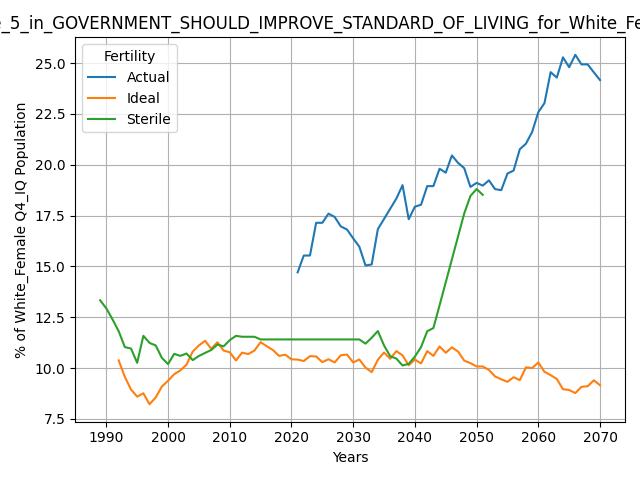 _5_in_GOVERNMENT_SHOULD_IMPROVE_STANDARD_OF_LIVING_for_White_Fe
Fertility
Actual
Ideal
Sterile
% of White_Female Q4_IQ Population
25.0
22.5
20.0
17.5
15.0
12.5
10.0
7.5
1990 2000 2010 2020 2030 2040 2050 2060 2070
Years